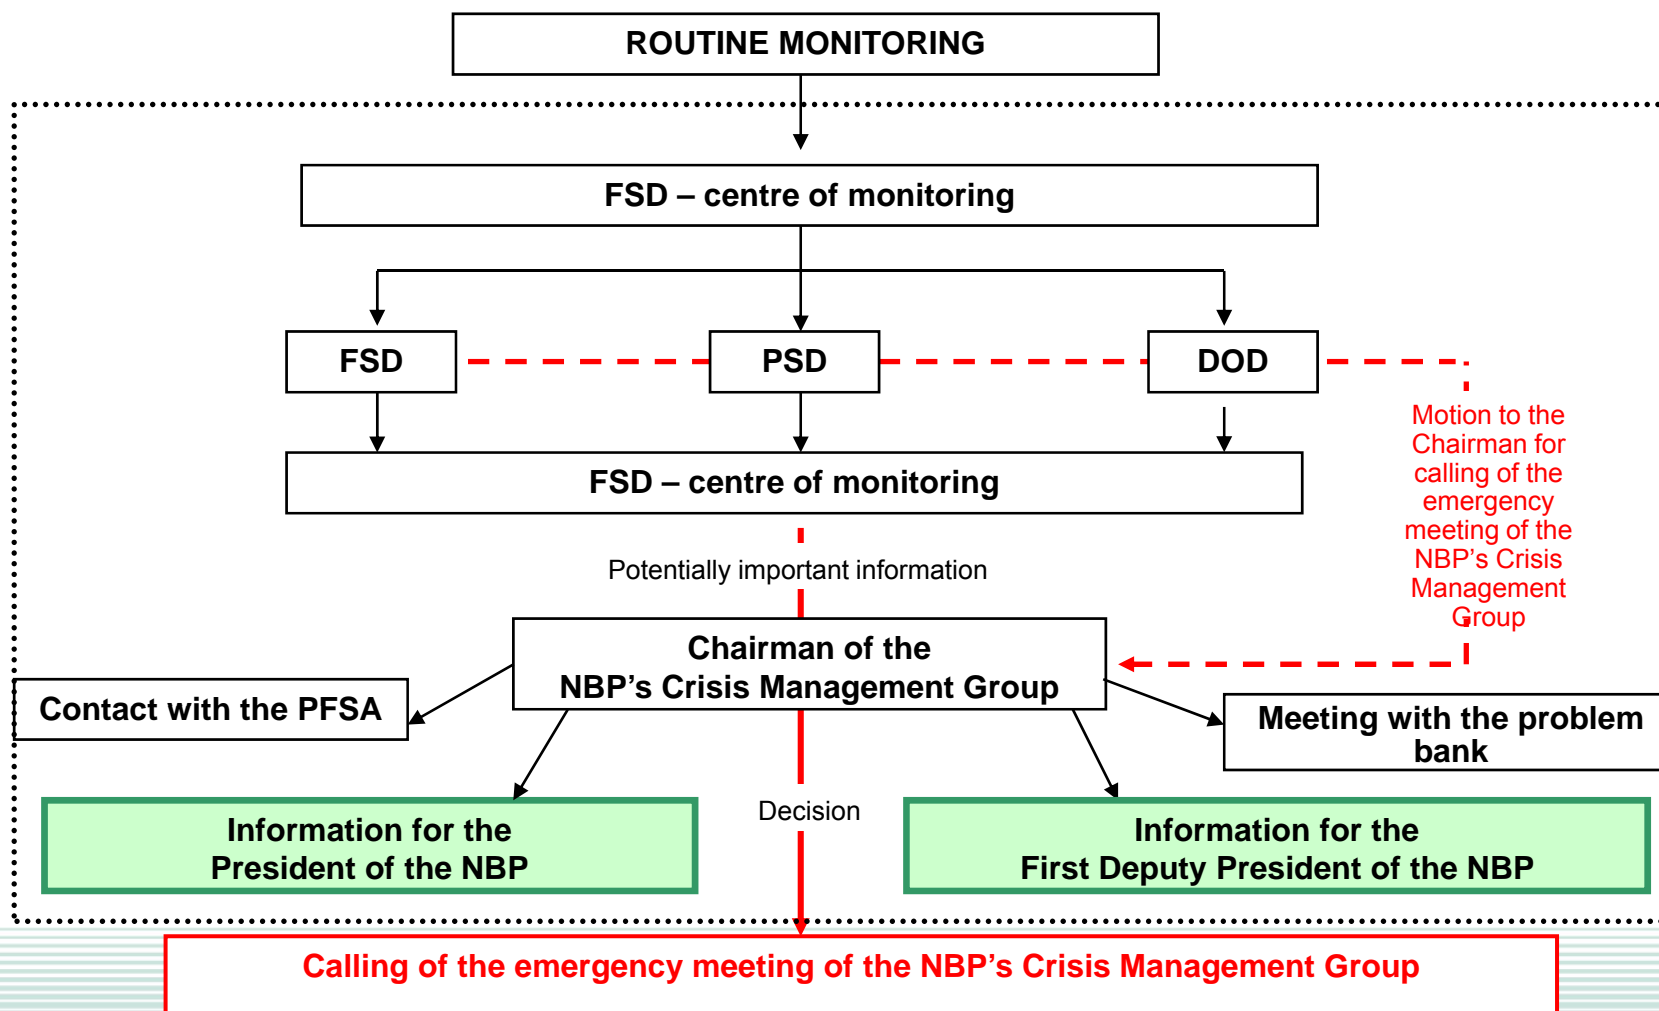 ROUTINE MONITORING
FSD – centre of monitoring
FSD
PSD
DOD
Motion to the
Chairman for
calling of the
emergency
meeting of the
NBP’s Crisis
Management
Group
FSD – centre of monitoring
Potentially important information
Chairman of the
NBP’s Crisis Management Group
Contact with the PFSA
Meeting with the problem
bank
Information for the
President of the NBP
Decision
Information for the
First Deputy President of the NBP
Calling of the emergency meeting of the NBP’s Crisis Management Group